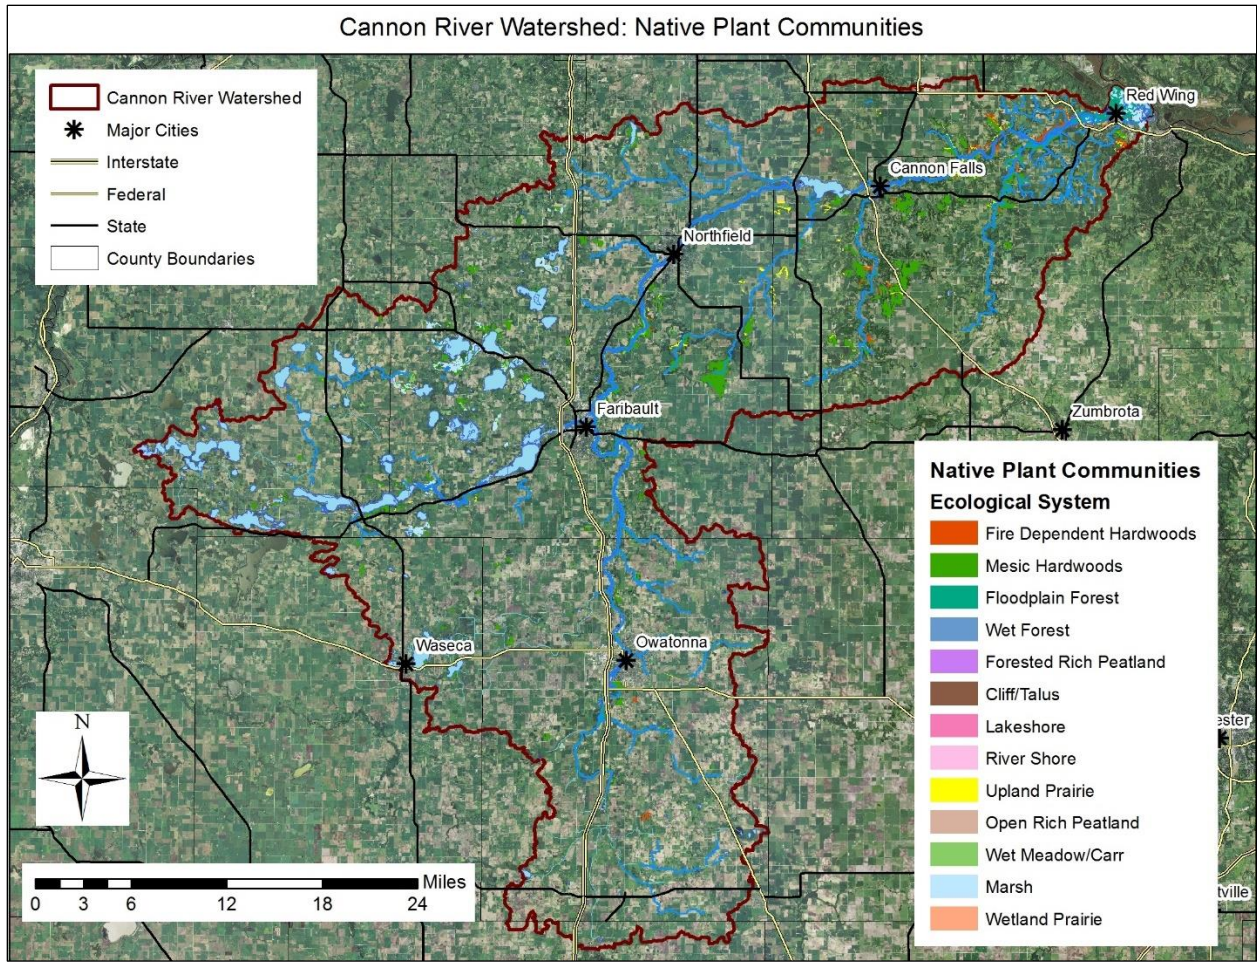 Cannon River Watershed: Native Plant Communities
Cannon River Watershed
Major Cities
Interstate
Federal
State
County Boundaries
Red Wing
Cannon Falls
Northfield
Faribault
Zumbrota
Waseca
Owatonna
ester
tville
N
Miles
0 3 6 12 18 24
Native Plant Communities
Ecological System
Fire Dependent Hardwoods
Mesic Hardwoods
Floodplain Forest
Wet Forest
Forested Rich Peatland
Cliff/Talus
Lakeshore
River Shore
Upland Prairie
Open Rich Peatland
Wet Meadow/Carr
Marsh
Wetland Prairie